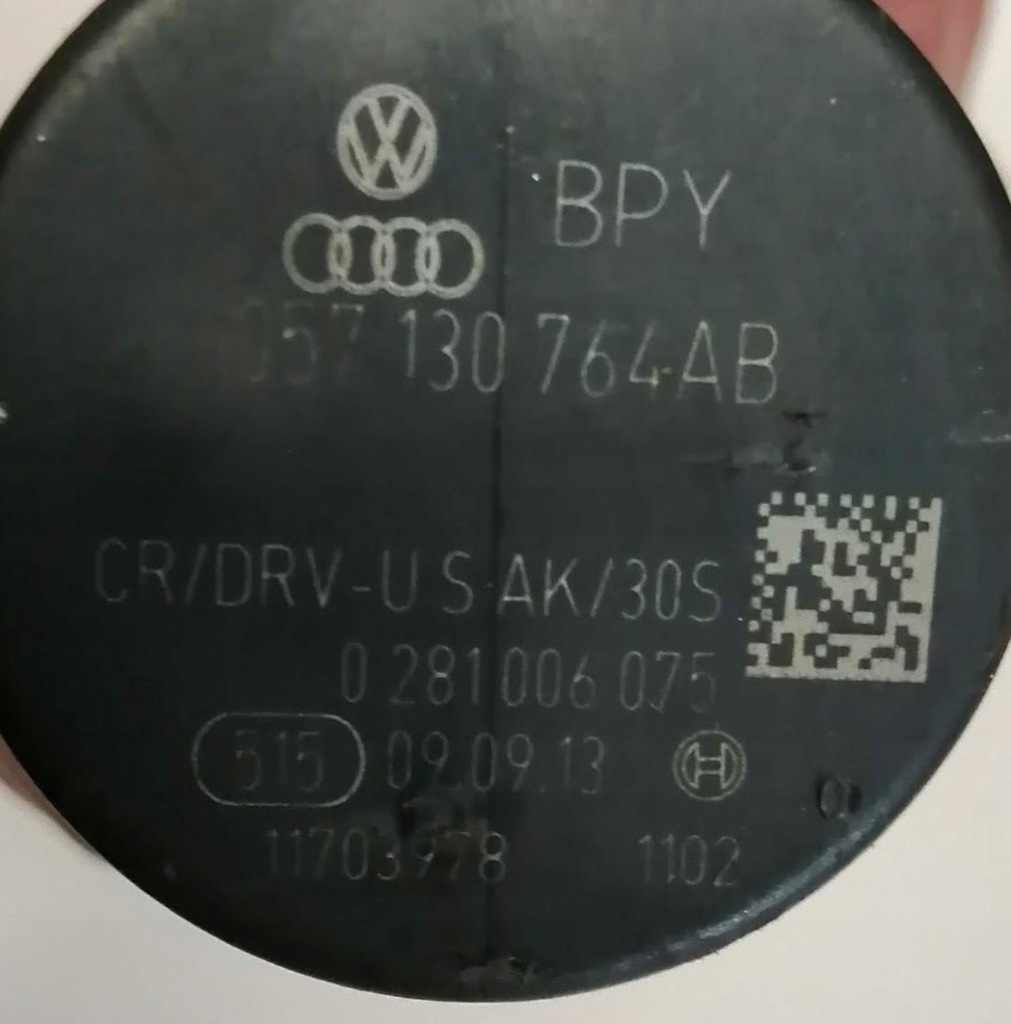 BPY
057 130 764AB
CR/DRV-U S AK/30S
0 281 006 075
515 09.09.13
11703978 1102